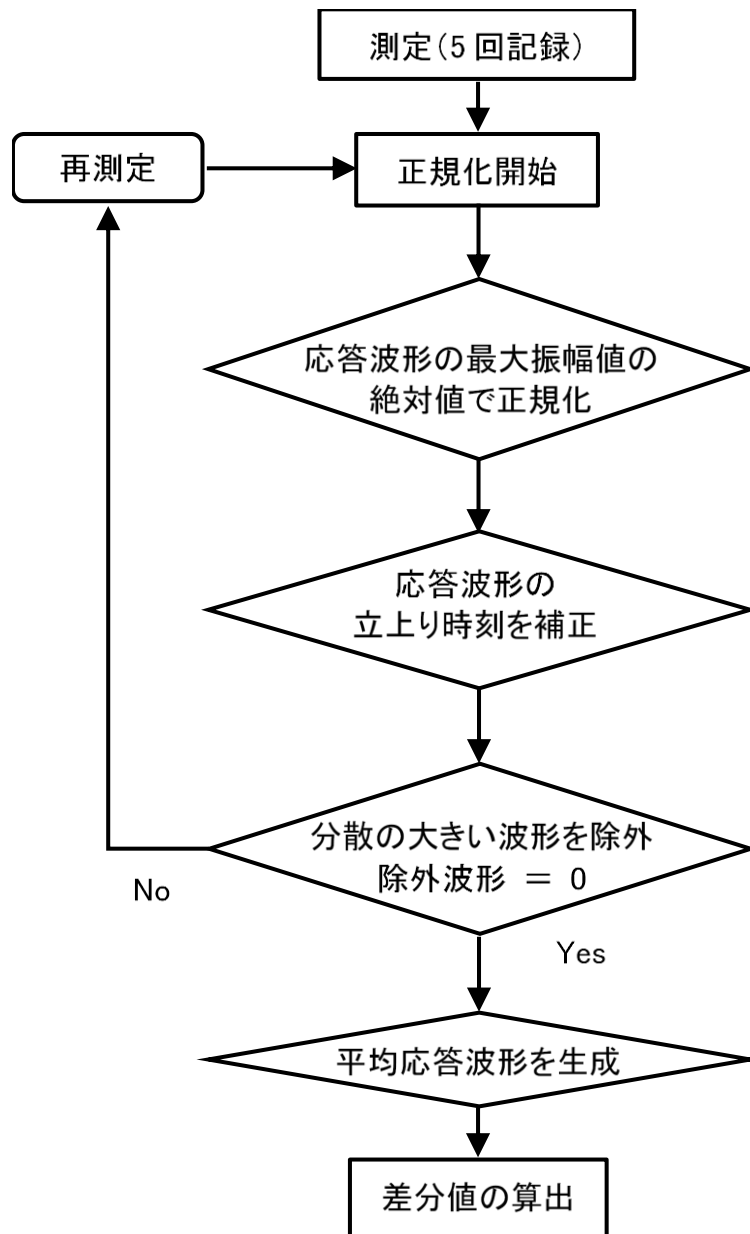 測定（5 回記録）
再測定
正規化開始
応答波形の最大振幅値の
絶対値で正規化
応答波形の
立上り時刻を補正
分散の大きい波形を除外
除外波形 ＝ 0
No
Yes
平均応答波形を生成
差分値の算出